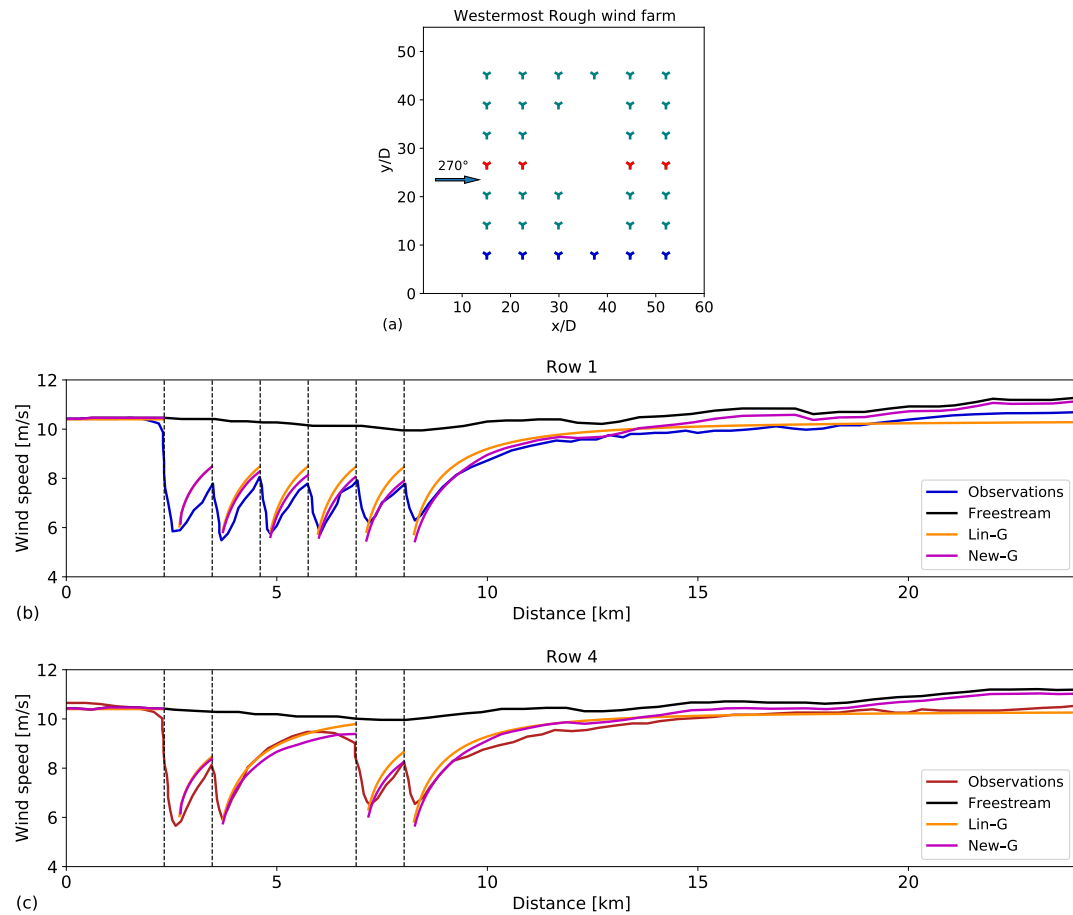 Westermost Rough wind farm
50
40
30
20
10
0
y/D
270°
10 20 30 40 50 60
x/D
(a)
Row 1
12
10
8
6
4
Wind speed [m/s]
Observations
Freestream
Lin–G
New–G
0 5 10 15 20
Distance [km]
(b)
Row 4
12
10
8
6
4
Wind speed [m/s]
Observations
Freestream
Lin–G
New–G
0 5 10 15 20
Distance [km]
(c)